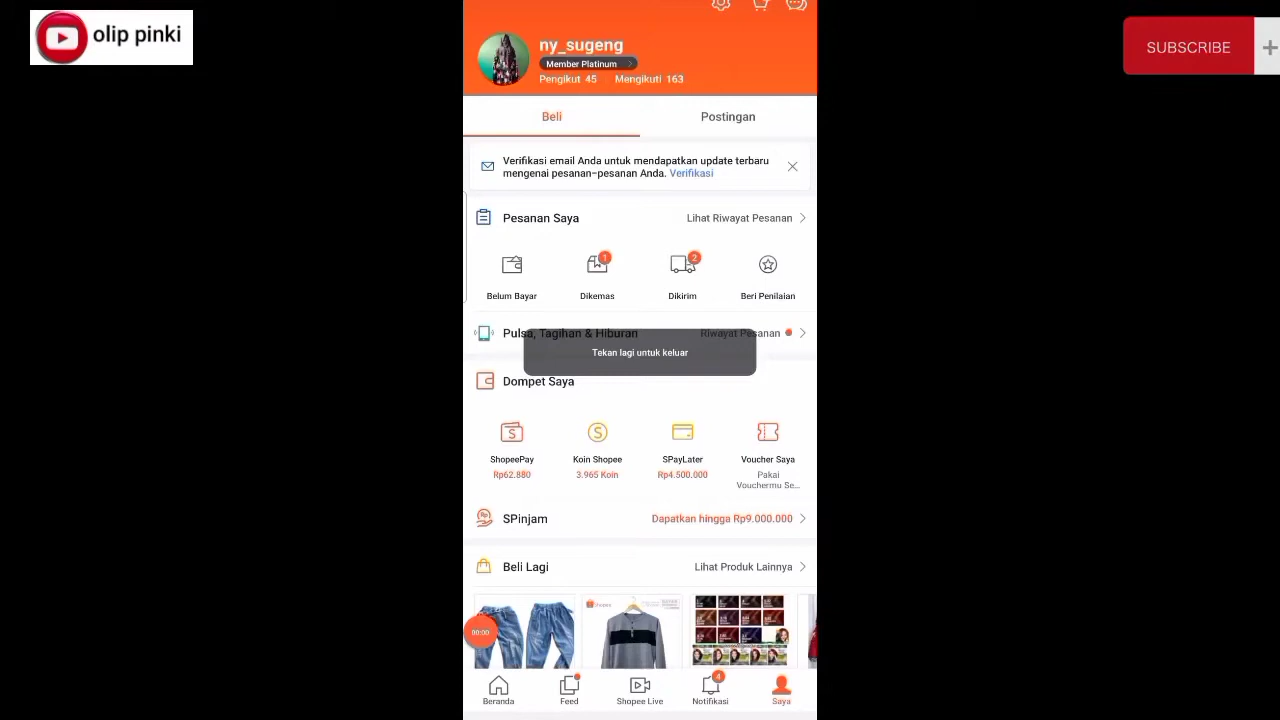 olip pinki
SUBSCRIBE
ny_sugeng
Member Platinum
Pengikut 45 Mengikuti 163
Beli
Postingan
Verifikasi email Anda untuk mendapatkan update terbaru
mengenai pesanan-pesanan Anda. Verifikasi
Pesanan Saya
Lihat Riwayat Pesanan
1
2
Belum Bayar
Dikemas
Dikirim
Beri Penilaian
Pulsa, Tagihan & Hiburan
Riwayat Pesanan
Tekan lagi untuk keluar
Dompet Saya
ShopeePay
Koin Shopee
SPayLater
Voucher Saya
Rp62.880
3.965 Koin
Rp4.500.000
Pakai
Vouchermu Se...
SPinjam
Dapatkan hingga Rp9.000.000
Beli Lagi
Lihat Produk Lainnya
00:00
4
Beranda
Feed
Shopee Live
Notifikasi
Saya